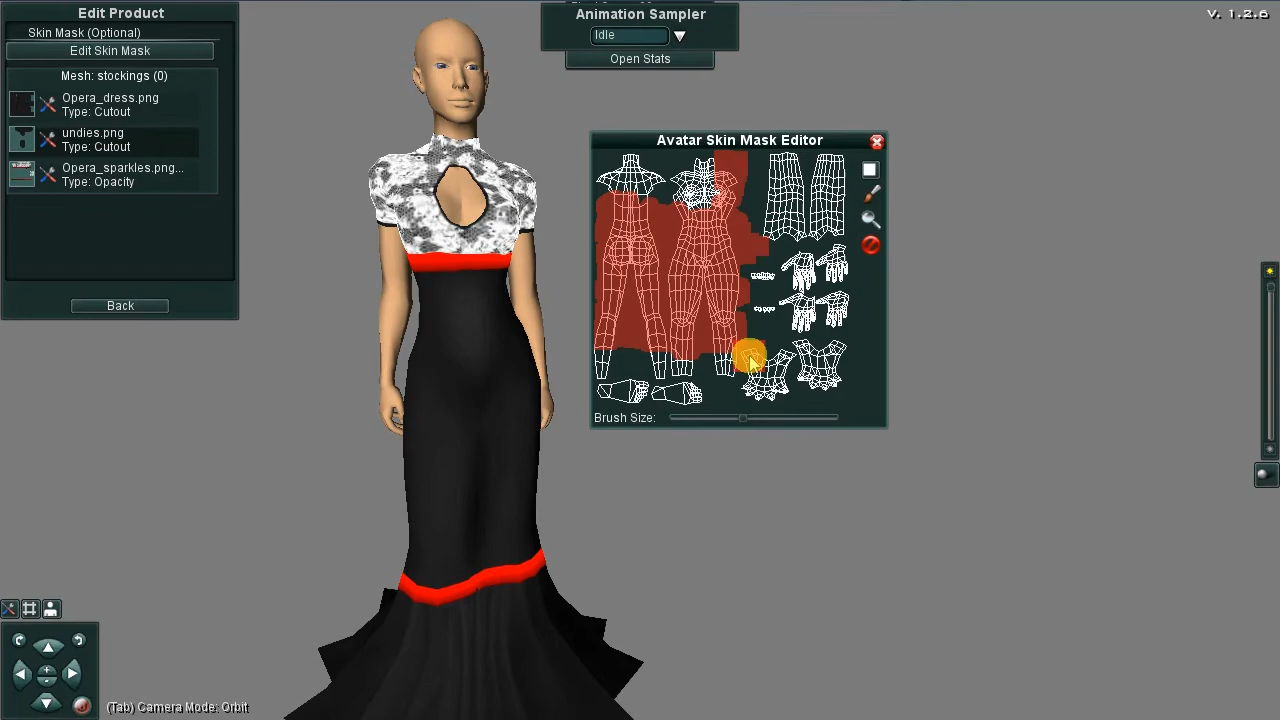 Edit Product
Skin Mask (Optional)
Edit Skin Mask
Mesh: stockings (0)
Opera_dress.png
Type: Cutout
undies.png
Type: Cutout
Opera_sparkles.png...
Type: Opacity
Back
Animation Sampler
Idle
Open Stats
V. 1.2.6
Avatar Skin Mask Editor
Brush Size:
(Tab) Camera Mode: Orbit